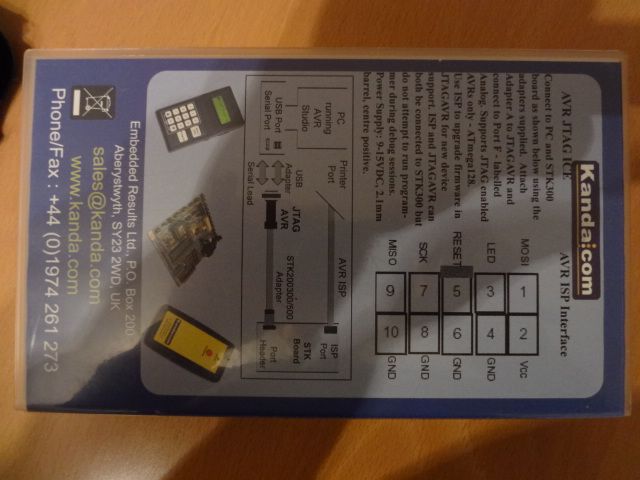 Kanda.com
AVR JTAG ICE
AVR ISP Interface
Connect to PC and STK300
board as shown below using the
adapters supplied. Attach
Adapter A to JTAGAVR and
connect to Port F - labelled
Analog. Supports JTAG enabled
AVRs only - ATmega128.
Use ISP to upgrade firmware in
JTAGAVR for new device
support. ISP and JTAGAVR can
both be connected to STK300 but
do not attempt to run program-
mer during debug sessions.
Power Supply: 9-15VDC, 2.1mm
barrel, centre positive.
MOSI 1 2 Vcc
LED 3 4 GND
RESET 5 6 GND
SCK 7 8 GND
MISO 9 10 GND
PC
running
AVR
Studio
Printer
Port
AVR ISP
ISP
Port
USB Port
Serial Port
USB
Adapter
Serial Lead
JTAG
AVR
STK200/300/500
Adapter
STK
Board
Port
Header
Embedded Results Ltd., P.O. Box 200
Aberystwyth, SY23 2WD, UK
sales@kanda.com
www.kanda.com
Phone/Fax : +44 (0)1974 261 273